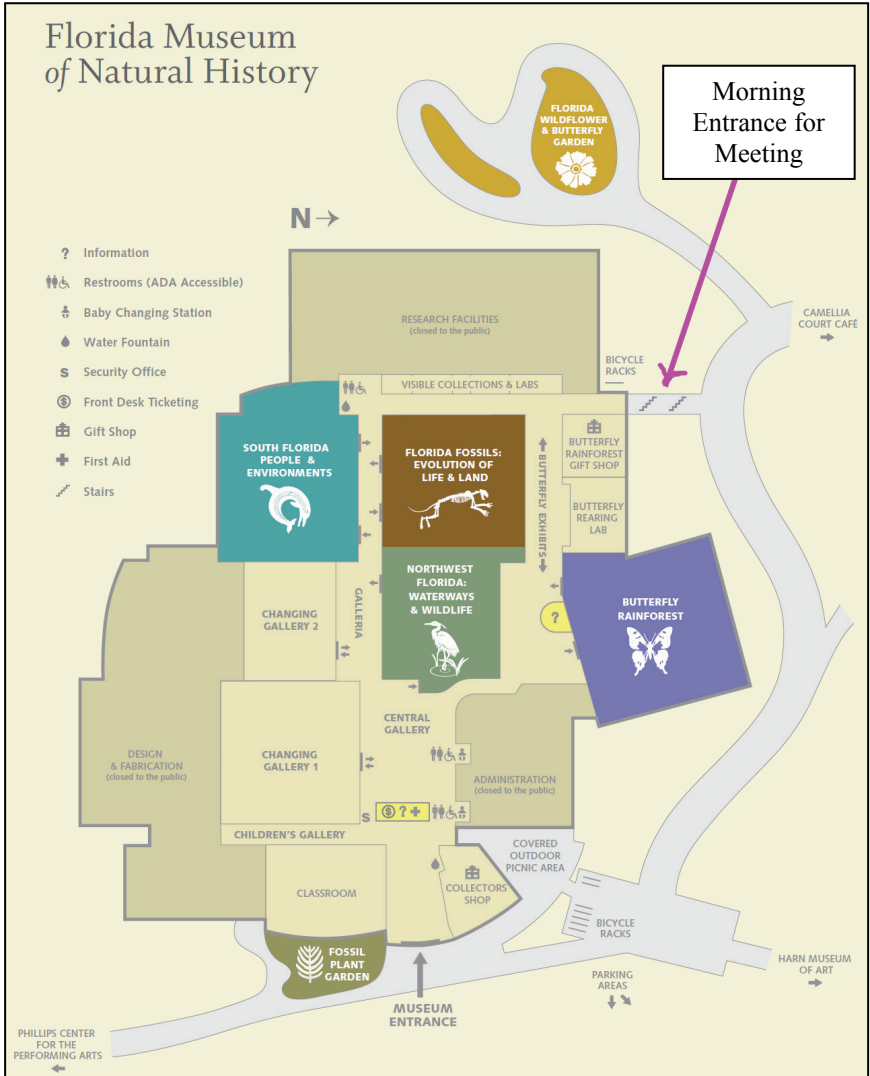 Florida Museum
of Natural History
Morning
Entrance for
Meeting
FLORIDA
WILDFLOWER
& BUTTERFLY
GARDEN
N
? Information
Restrooms (ADA Accessible)
Baby Changing Station
Water Fountain
S Security Office
$ Front Desk Ticketing
Gift Shop
First Aid
Stairs
RESEARCH FACILITIES
(closed to the public)
CAMELLIA
COURT CAFÉ
BICYCLE
RACKS
VISIBLE COLLECTIONS & LABS
SOUTH FLORIDA
PEOPLE &
ENVIRONMENTS
FLORIDA FOSSILS:
EVOLUTION OF
LIFE & LAND
BUTTERFLY EXHIBITS
BUTTERFLY
RAINFOREST
GIFT SHOP
BUTTERFLY
REARING
LAB
NORTHWEST
FLORIDA:
WATERWAYS
& WILDLIFE
GALLERIA
CHANGING
GALLERY 2
?
BUTTERFLY
RAINFOREST
CENTRAL
GALLERY
DESIGN
& FABRICATION
(closed to the public)
CHANGING
GALLERY 1
ADMINISTRATION
(closed to the public)
S
$ ? +
CHILDREN'S GALLERY
COVERED
OUTDOOR
PICNIC AREA
CLASSROOM
COLLECTORS
SHOP
BICYCLE
RACKS
FOSSIL
PLANT
GARDEN
HARN MUSEUM
OF ART
PARKING
AREAS
MUSEUM
ENTRANCE
PHILLIPS CENTER
FOR THE
PERFORMING ARTS